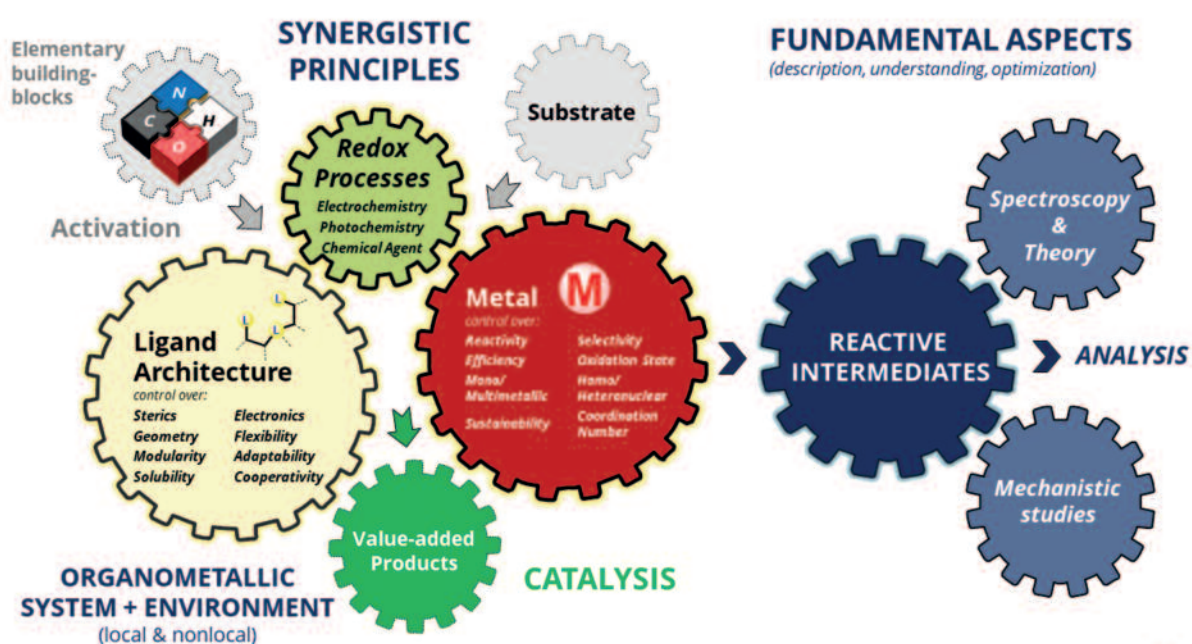 Elementary
building-
blocks
N
C
H
O
Activation
SYNERGISTIC
PRINCIPLES
Redox
Processes
Electrochemistry
Photochemistry
Chemical Agent
Substrate
FUNDAMENTAL ASPECTS
(description, understanding, optimization)
Ligand
Architecture
control over:
Sterics Electronics
Geometry Flexibility
Modularity Adaptability
Solubility Cooperativity
L
L
L
Metal
M
control over:
Reactivity Selectivity
Efficiency Oxidation State
Mono/ Homo/
Multimetallic Heteronuclear
Sustainability Coordination
Number
REACTIVE
INTERMEDIATES
Spectroscopy
&
Theory
ANALYSIS
Mechanistic
studies
Value-added
Products
CATALYSIS
ORGANOMETALLIC
SYSTEM + ENVIRONMENT
(local & nonlocal)